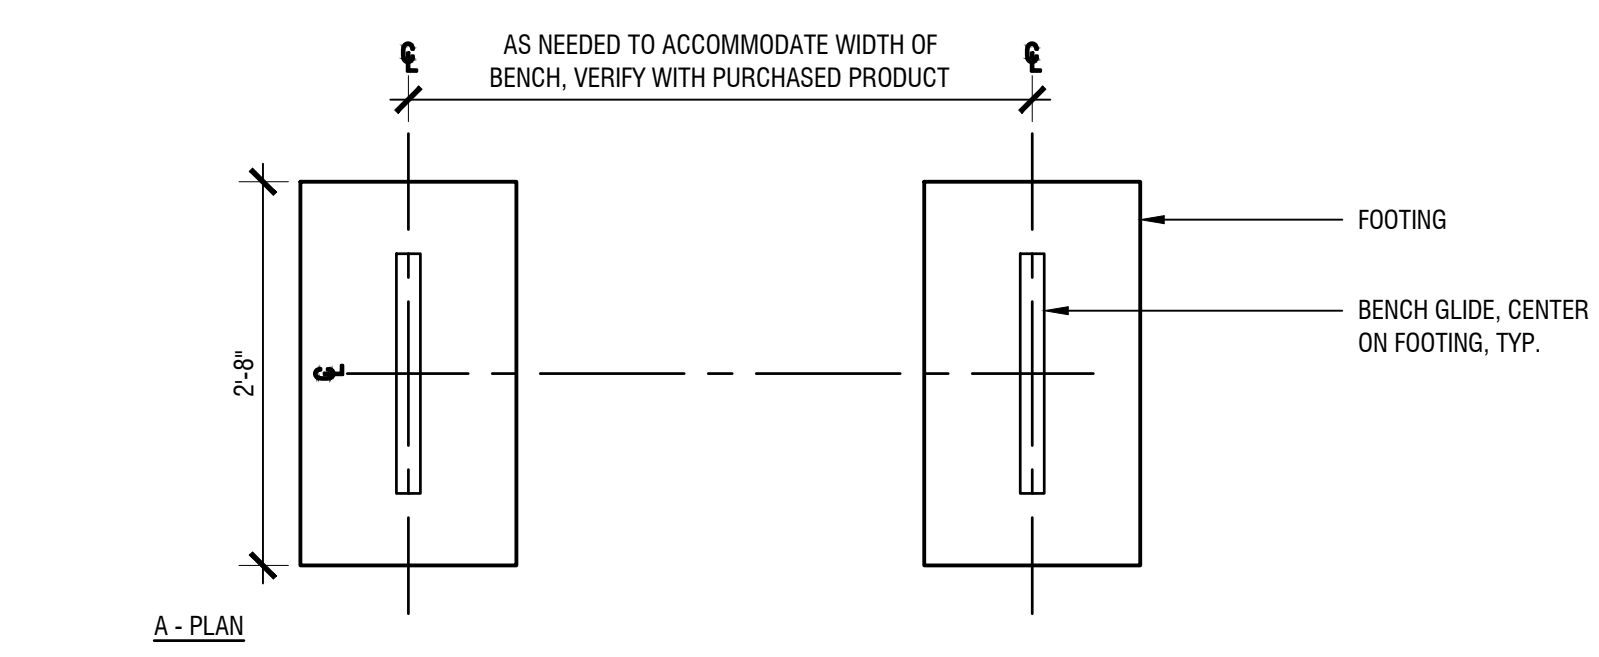 ℄
AS NEEDED TO ACCOMMODATE WIDTH OF
BENCH, VERIFY WITH PURCHASED PRODUCT
℄
FOOTING
BENCH GLIDE, CENTER
ON FOOTING, TYP.
2'-8"
℄
A - PLAN